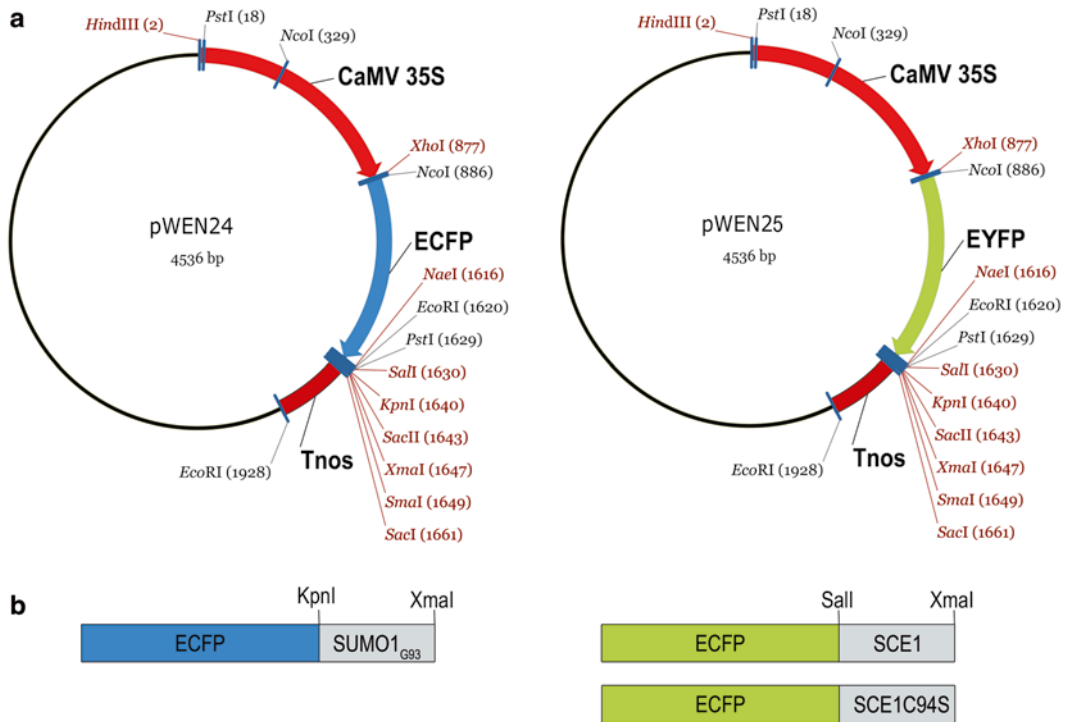 a
HindIII (2)
PstI (18)
NcoI (329)
CaMV 35S
XhoI (877)
NcoI (886)
pWEN24
4536 bp
ECFP
NaeI (1616)
EcoRI (1620)
PstI (1629)
SalI (1630)
KpnI (1640)
SacII (1643)
XmaI (1647)
SmaI (1649)
SacI (1661)
Tnos
EcoRI (1928)
HindIII (2)
PstI (18)
NcoI (329)
CaMV 35S
XhoI (877)
NcoI (886)
pWEN25
4536 bp
EYFP
NaeI (1616)
EcoRI (1620)
PstI (1629)
SalI (1630)
KpnI (1640)
SacII (1643)
XmaI (1647)
SmaI (1649)
SacI (1661)
Tnos
EcoRI (1928)
b
KpnI XmaI
ECFP SUMO1G93
SalI XmaI
ECFP SCE1
ECFP SCE1C94S